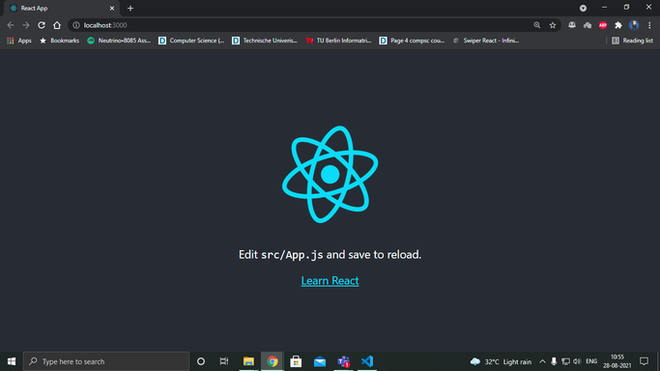 React App
localhost:3000
Apps
Bookmarks
Neutrino+8085 Ass...
Computer Science (...
Technische Univeris...
TU Berlin Informatri...
Page 4 compsc cou...
Swiper React - Infini...
Reading list
Edit src/App.js and save to reload.
Learn React
Type here to search
32°C Light rain
ENG
10:55
28-08-2021